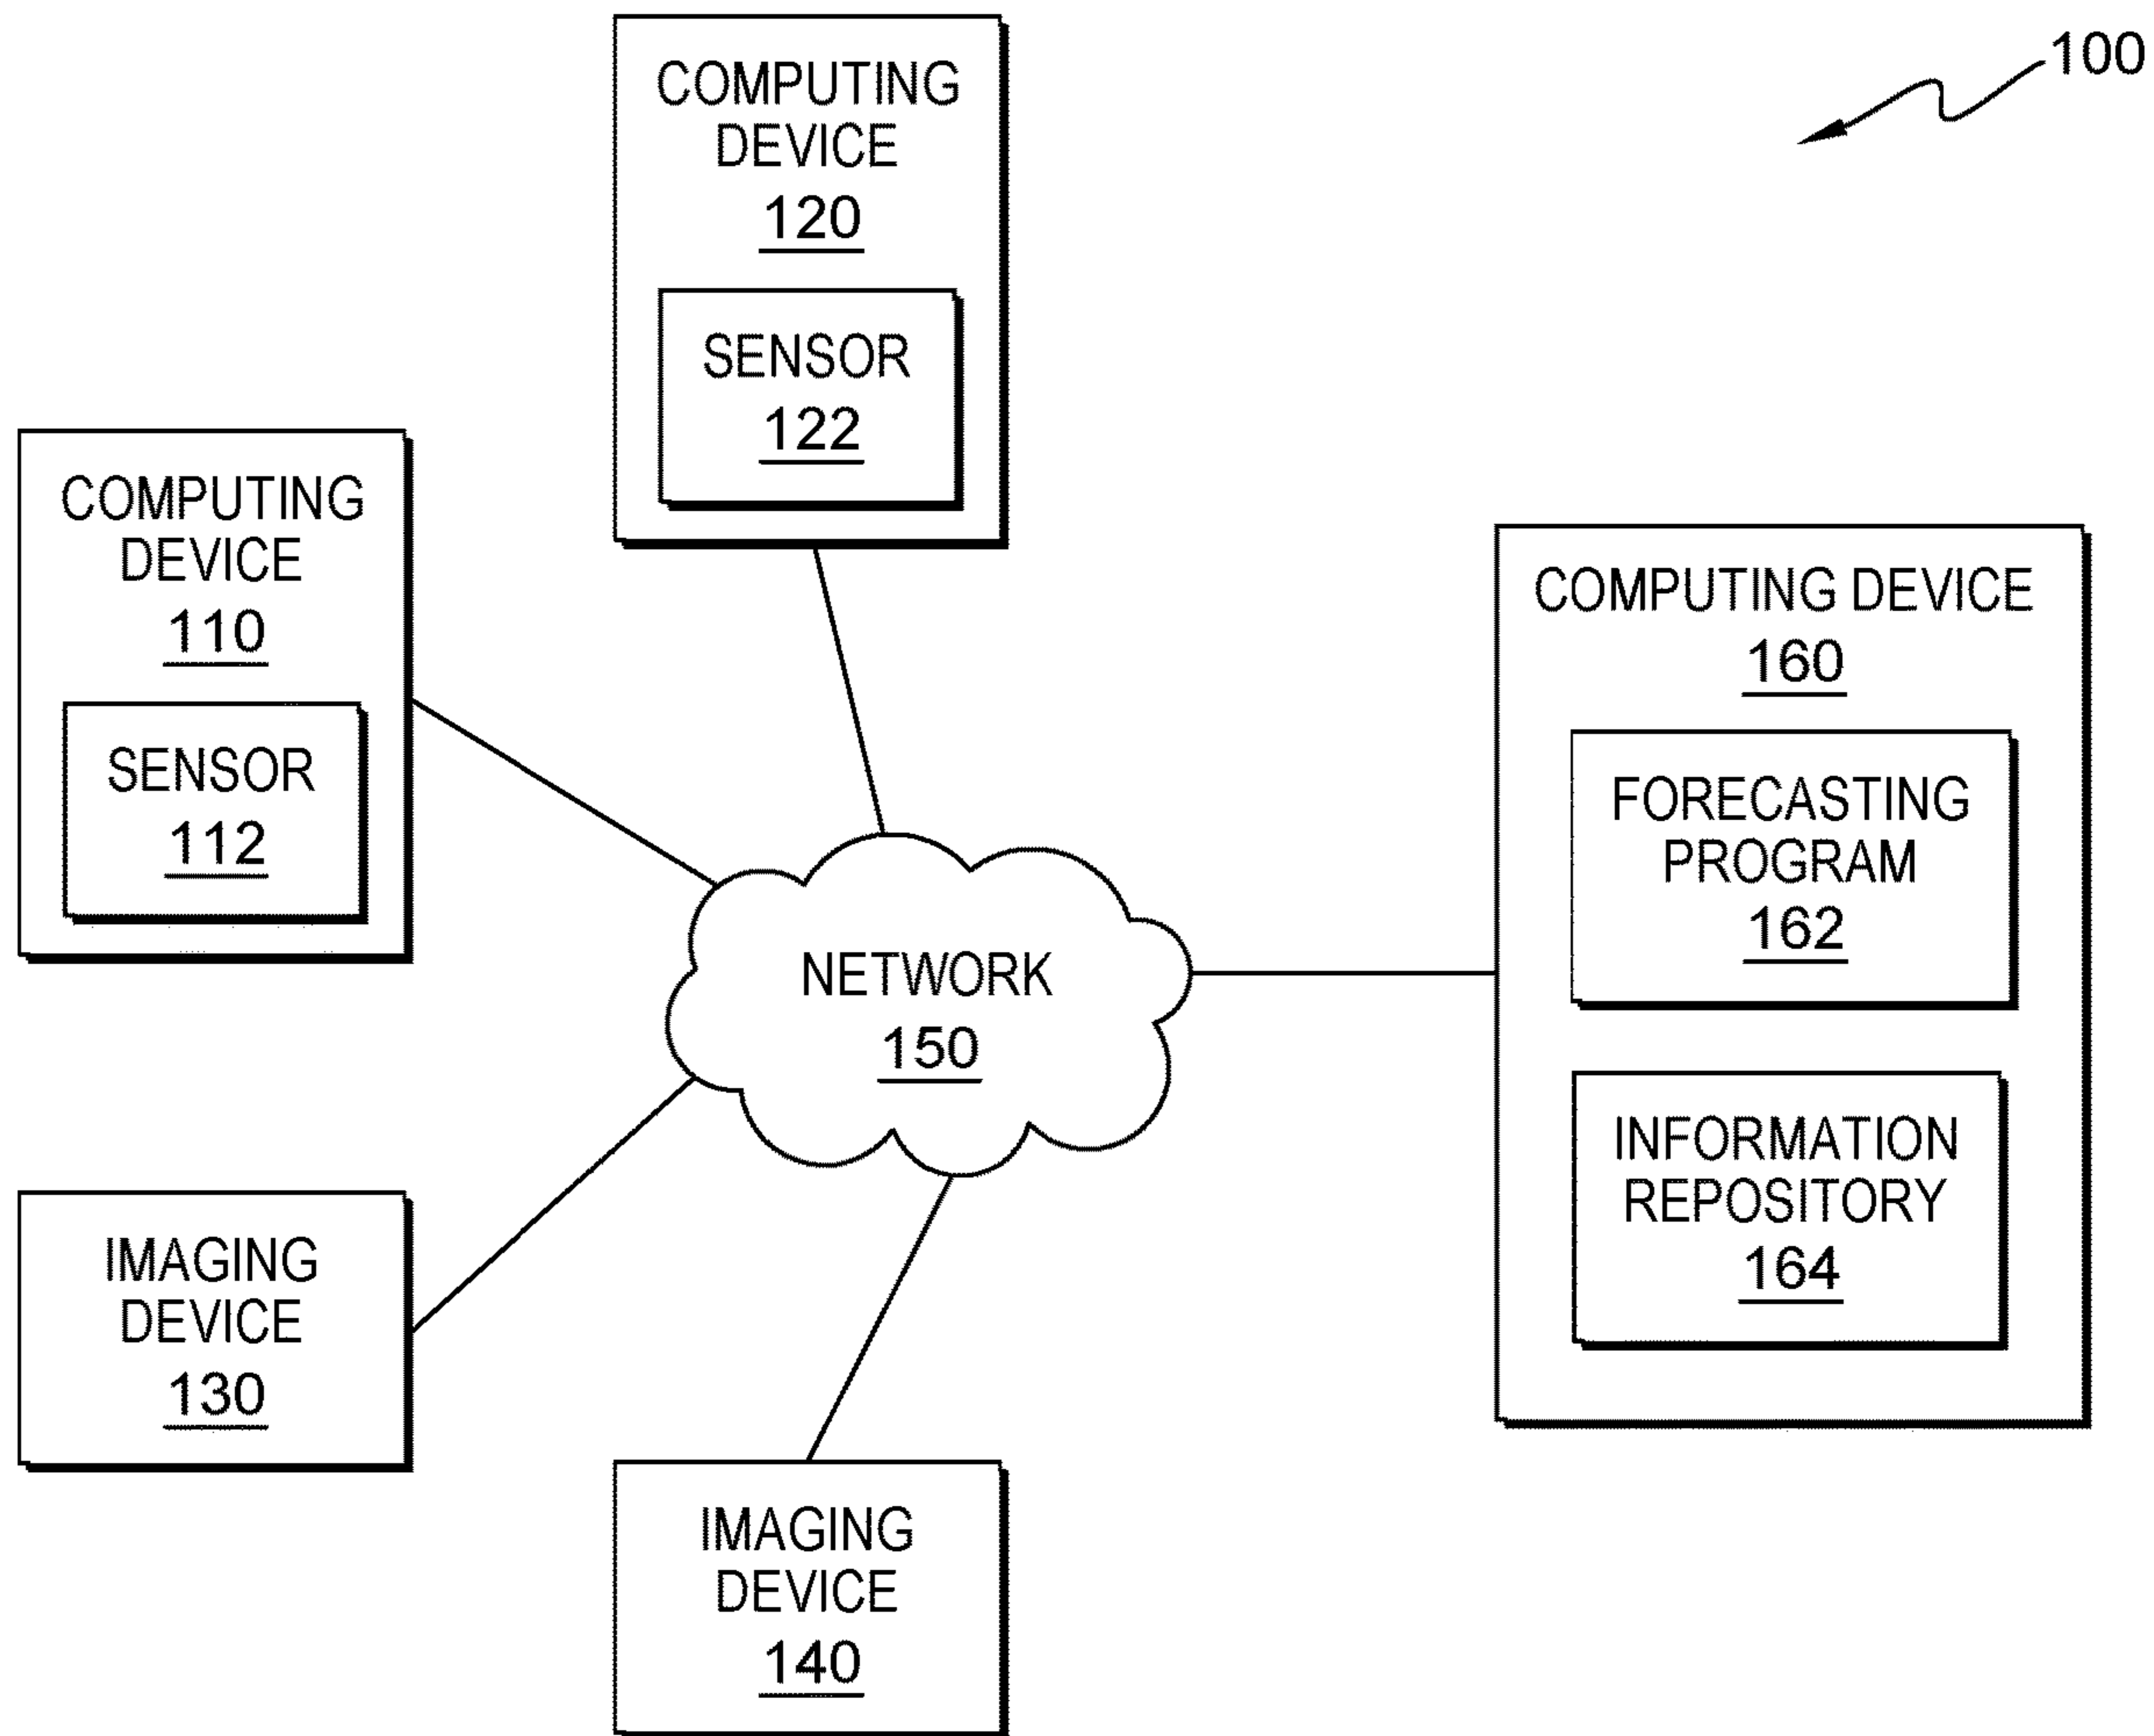 100
COMPUTING
DEVICE
120
SENSOR
122
COMPUTING
DEVICE
110
SENSOR
112
COMPUTING DEVICE
160
FORECASTING
PROGRAM
162
INFORMATION
REPOSITORY
164
NETWORK
150
IMAGING
DEVICE
130
IMAGING
DEVICE
140